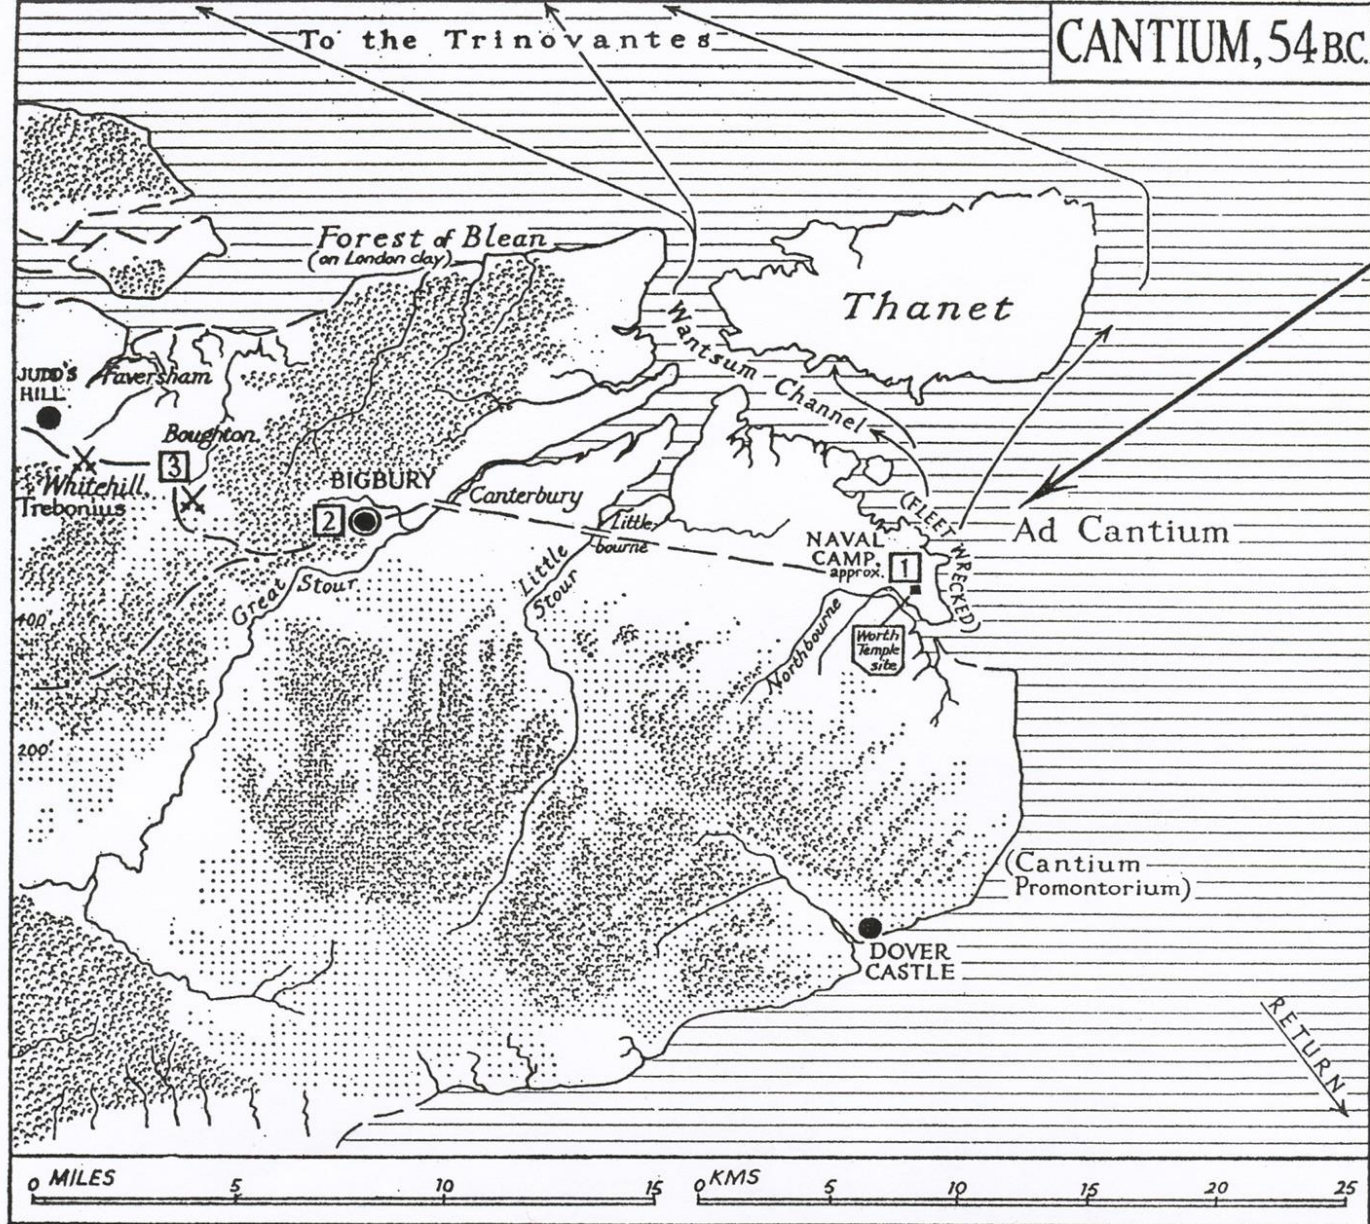 To the Trinovantes
CANTIUM, 54 B.C.
Forest of Blean
(on London clay)
Thanet
Wantsum Channel
JUDD'S
HILL
Faversham
Boughton.
3
Whitehill.
Trebonius
BIGBURY
2
Canterbury
Little-
bourne
(FLEET WRECKED)
Ad Cantium
NAVAL
CAMP.
approx.
1
Great Stour
Little
Stour
Northbourne
Worth
Temple
site
400'
200'
(Cantium
Promontorium)
DOVER
CASTLE
RETURN
0 MILES 5 10 15
0 KMS 5 10 15 20 25